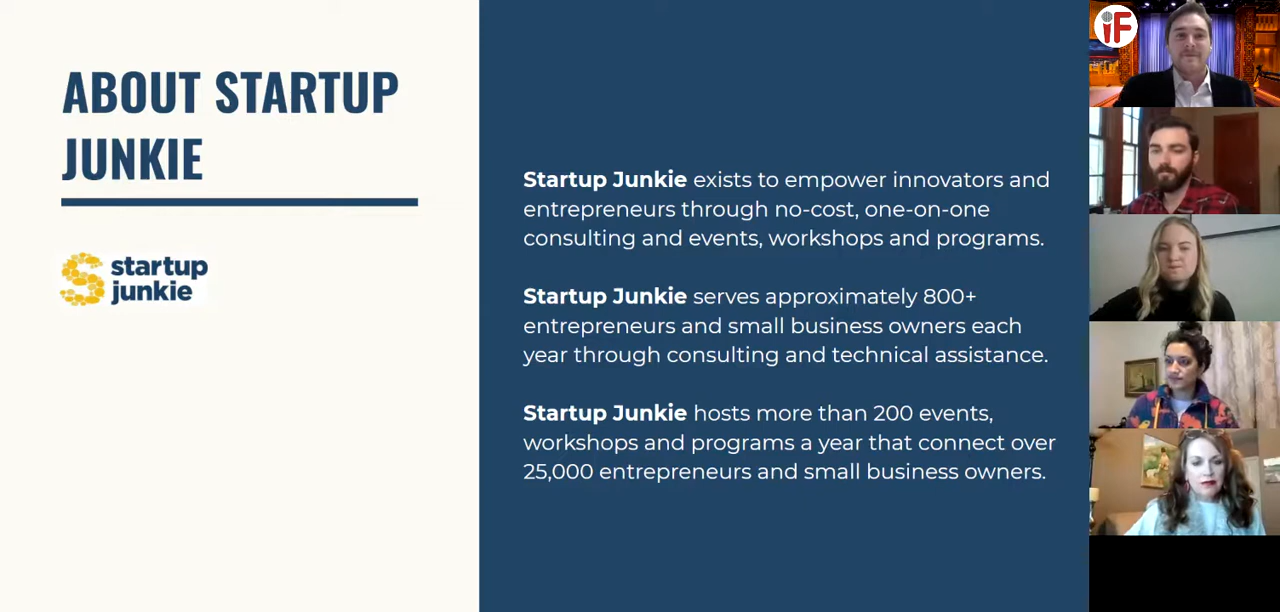 ABOUT STARTUP
JUNKIE
startup
junkie
Startup Junkie exists to empower innovators and
entrepreneurs through no-cost, one-on-one
consulting and events, workshops and programs.
Startup Junkie serves approximately 800+
entrepreneurs and small business owners each
year through consulting and technical assistance.
Startup Junkie hosts more than 200 events,
workshops and programs a year that connect over
25,000 entrepreneurs and small business owners.
iF